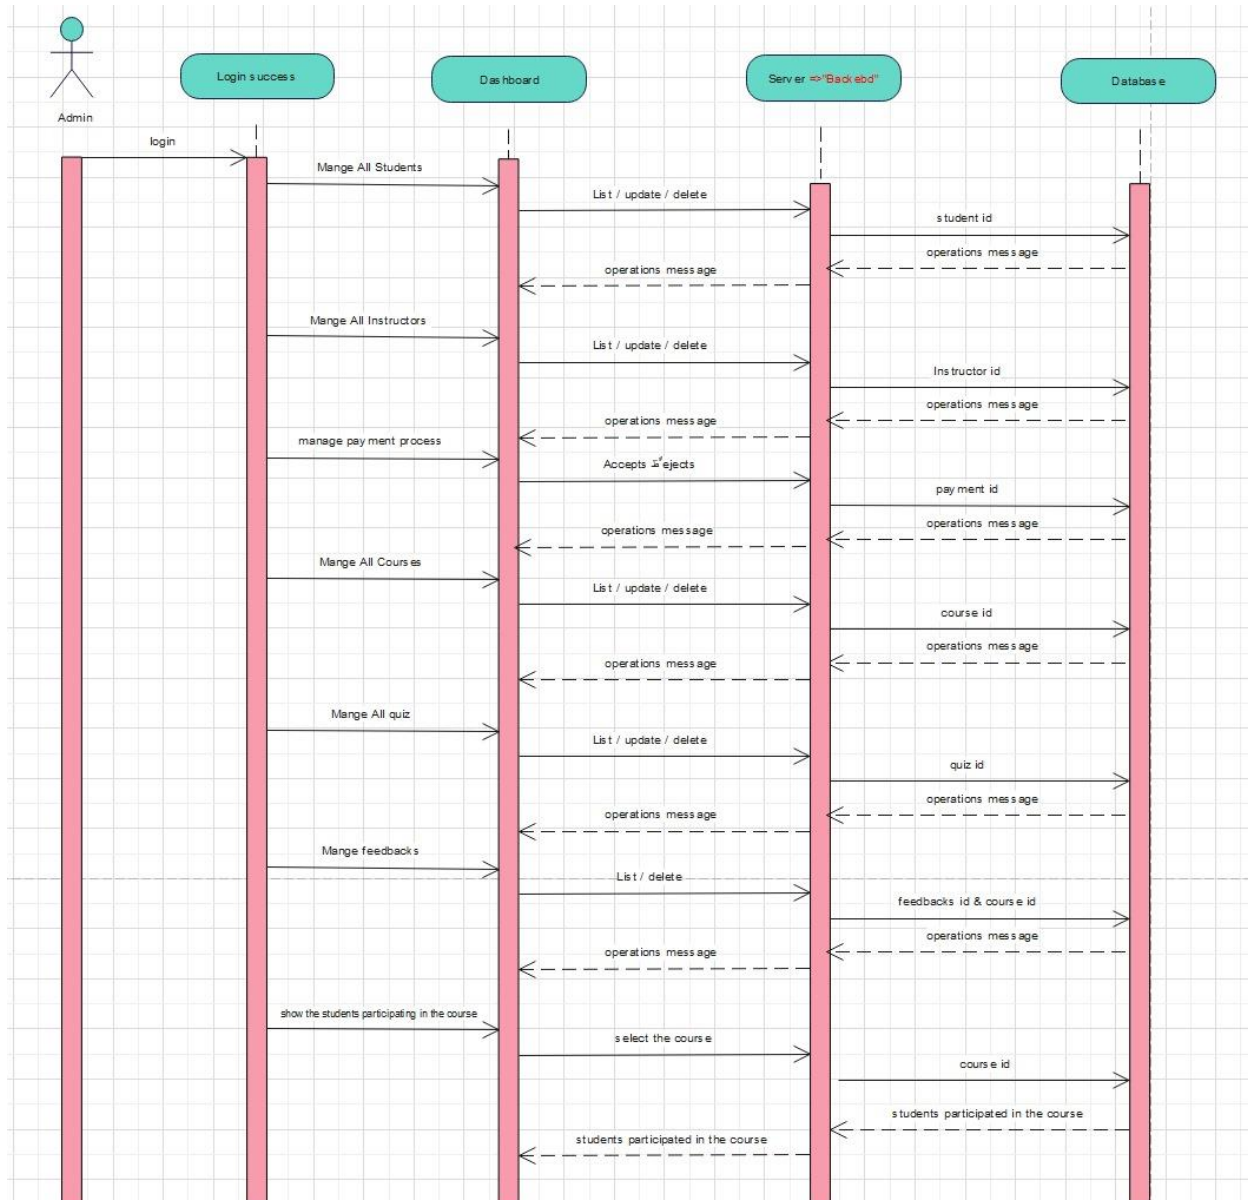 Login success
Dashboard
Server =>"Backebd"
Database
Admin
login
Mange All Students
List / update / delete
student id
operations message
operations message
Mange All Instructors
List / update / delete
Instructor id
operations message
operations message
manage payment process
Accepts ejects
payment id
operations message
operations message
Mange All Courses
List / update / delete
course id
operations message
operations message
Mange All quiz
List / update / delete
quiz id
operations message
operations message
Mange feedbacks
List / delete
feedbacks id & course id
operations message
operations message
show the students participating in the course
select the course
course id
students participated in the course
students participated in the course